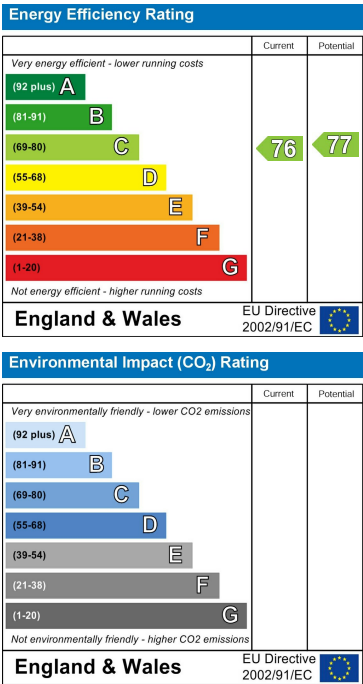 Energy Efficiency Rating
Current Potential
Very energy efficient - lower running costs
(92 plus) A
(81-91) B
(69-80) C 76 77
(55-68) D
(39-54) E
(21-38) F
(1-20) G
Not energy efficient - higher running costs
England & Wales
EU Directive
2002/91/EC
Environmental Impact (CO₂) Rating
Current Potential
Very environmentally friendly - lower CO2 emissions
(92 plus) A
(81-91) B
(69-80) C
(55-68) D
(39-54) E
(21-38) F
(1-20) G
Not environmentally friendly - higher CO2 emissions
England & Wales
EU Directive
2002/91/EC